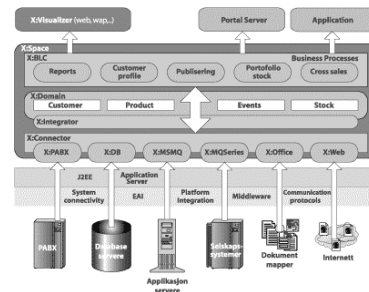 X:Visualizer (web, wap,..)
Portal Server
Application
X:Space
X:BLC
Business Processes
Reports
Customer
profile
Publisering
Portofolio
stock
Cross sales
X:Domain
Customer
Product
Events
Stock
X:Integrator
X:Connector
X:PABX
X:DB
X:MSMQ
X:MQSeries
X:Office
X:Web
J2EE
Application
Server
System
connectivity
EAI
Platform
Integration
Middleware
Communication
protocols
PABX
Database
servere
Applikasjon
servere
Selskaps-
systemer
Dokument
mapper
Internett